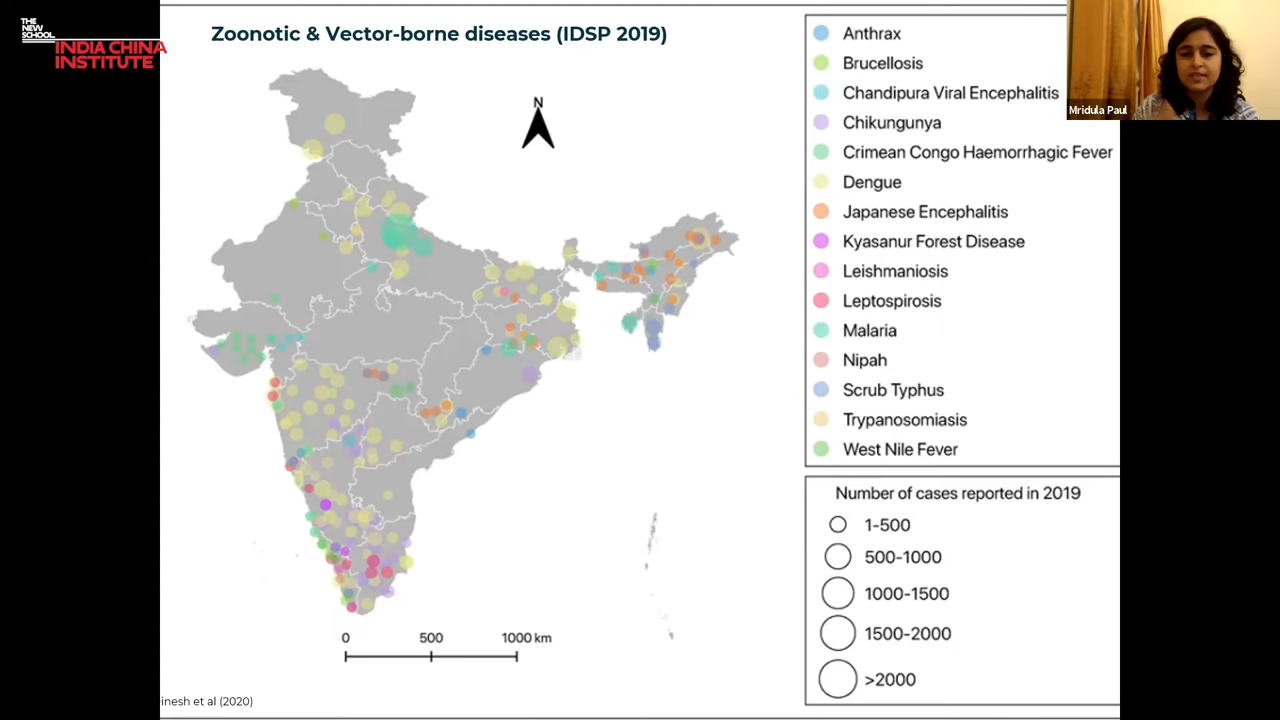 THE
NEW
SCHOOL
INDIA CHINA
INSTITUTE
Zoonotic & Vector-borne diseases (IDSP 2019)
N
Anthrax
Brucellosis
Chandipura Viral Encephalitis
Chikungunya
Crimean Congo Haemorrhagic Fever
Dengue
Japanese Encephalitis
Kyasanur Forest Disease
Leishmaniosis
Leptospirosis
Malaria
Nipah
Scrub Typhus
Trypanosomiasis
West Nile Fever
Mridula Paul
Number of cases reported in 2019
1-500
500-1000
1000-1500
1500-2000
>2000
0 500 1000 km
inesh et al (2020)